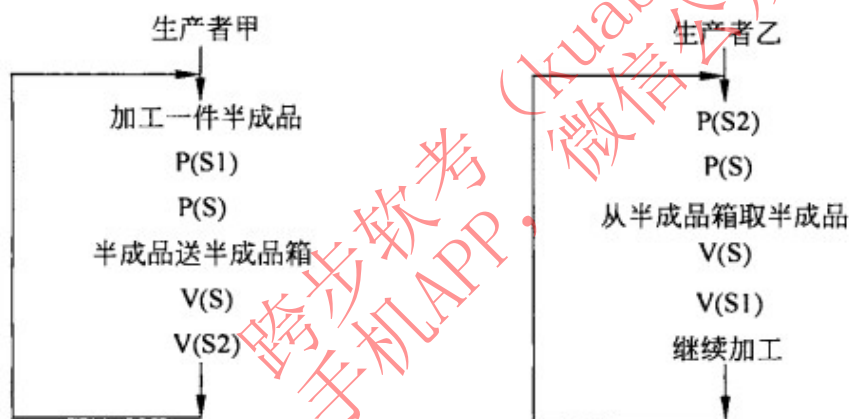 生产者甲
加工一件半成品
P(S1)
P(S)
半成品送半成品箱
V(S)
V(S2)
生产者乙
P(S2)
P(S)
从半成品箱取半成品
V(S)
V(S1)
继续加工
跨步软考（kuab
手机APP，微信公